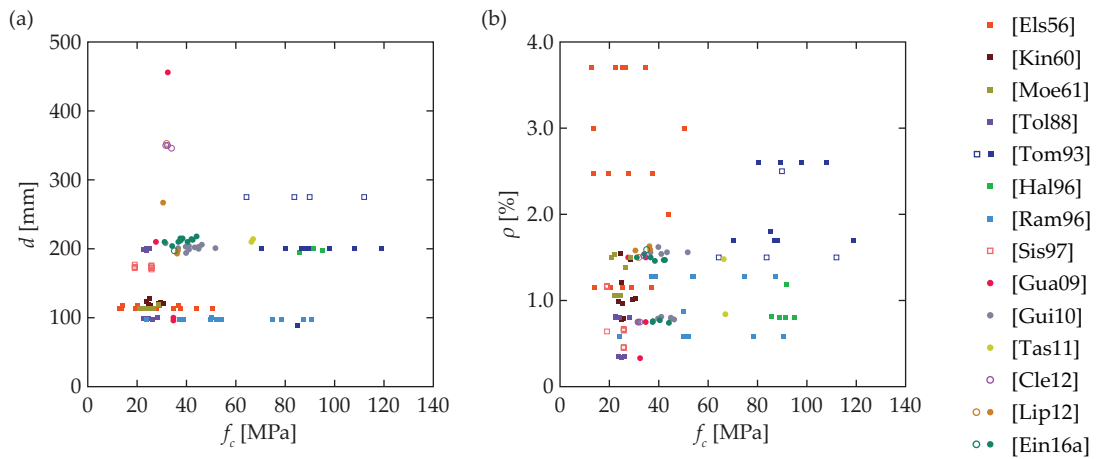 (a)
500
400
300
200
100
0
d [mm]
0 20 40 60 80 100 120 140
f_c [MPa]
(b)
4.0
3.0
2.0
1.0
0
ρ [%]
0 20 40 60 80 100 120 140
f_c [MPa]
[Els56]
[Kin60]
[Moe61]
[Tol88]
[Tom93]
[Hal96]
[Ram96]
[Sis97]
[Gua09]
[Gui10]
[Tas11]
[Cle12]
[Lip12]
[Ein16a]